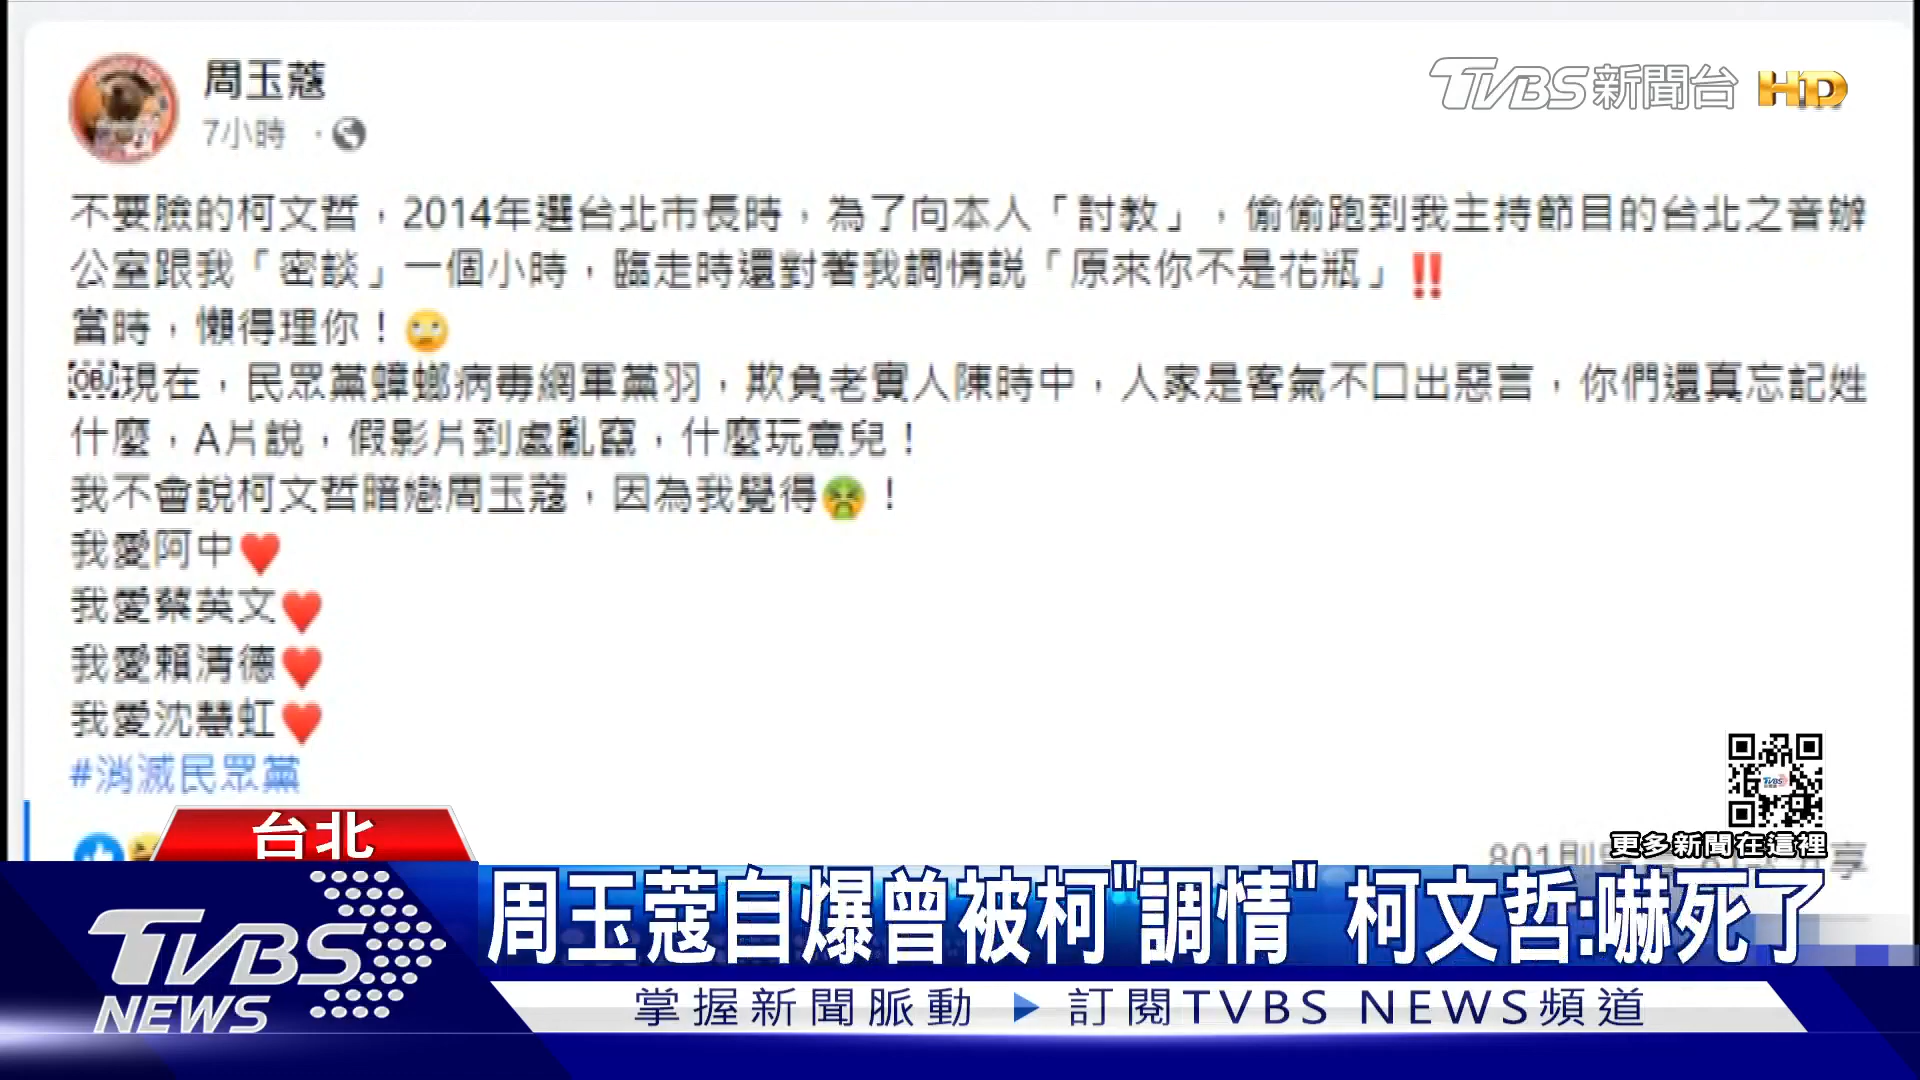 周玉蔻
7小時 ·
TVBS新聞台 HD
不要臉的柯文哲，2014年選台北市長時，為了向本人「討教」，偷偷跑到我主持節目的台北之音辦
公室跟我「密談」一個小時，臨走時還對著我調情説「原來你不是花瓶」‼️
當時，懶得理你！🙄
OBJ現在，民眾黨蟑螂病毒網軍黨羽，欺負老實人陳時中，人家是客氣不口出惡言，你們還真忘記姓
什麼，A片說，假影片到處亂竄，什麼玩意兒！
我不會說柯文哲暗戀周玉蔻，因為我覺得🤮！
我愛阿中♥️
我愛蔡英文♥️
我愛賴清德♥️
我愛沈慧虹♥️
#消滅民眾黨
TVBS
更多新聞在這裡
801則
享
台北
周玉蔻自爆曾被柯"調情" 柯文哲:嚇死了
TVBS NEWS
掌握新聞脈動 ▶ 訂閱TVBS NEWS頻道